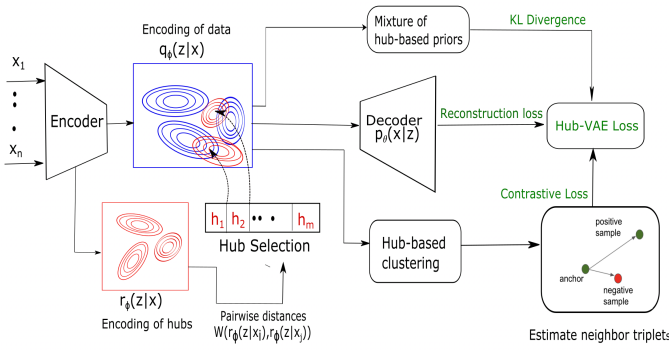 Encoding of data
qϕ(z|x)
x1
xn
Encoder
Mixture of
hub-based priors
KL Divergence
Decoder
pθ(x|z)
Reconstruction loss
Hub-VAE Loss
Contrastive Loss
h1 h2 hm
Hub Selection
Hub-based
clustering
positive
sample
anchor
negative
sample
rϕ(z|x)
Encoding of hubs
Pairwise distances
W(rϕ(z|xi),rϕ(z|xj))
Estimate neighbor triplets